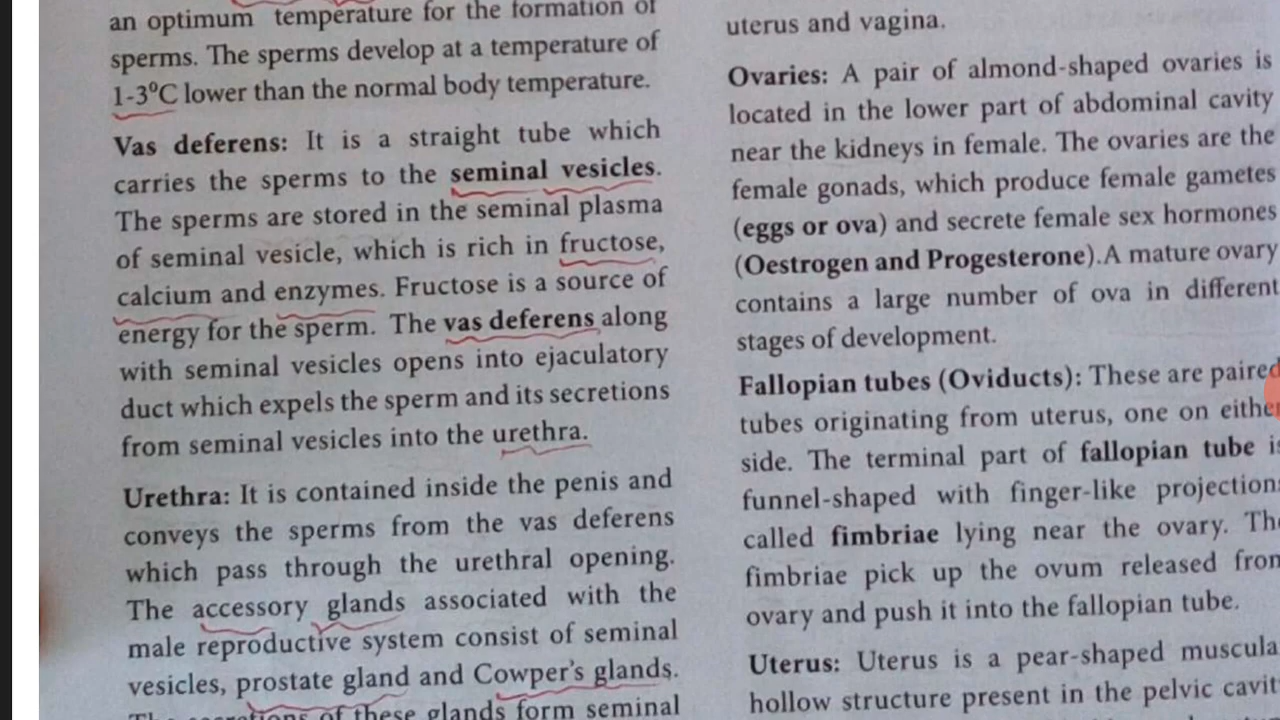 an optimum temperature for the formation of
sperms. The sperms develop at a temperature of
1-3⁰C lower than the normal body temperature.
Vas deferens: It is a straight tube which
carries the sperms to the seminal vesicles.
The sperms are stored in the seminal plasma
of seminal vesicle, which is rich in fructose,
calcium and enzymes. Fructose is a source of
energy for the sperm. The vas deferens along
with seminal vesicles opens into ejaculatory
duct which expels the sperm and its secretions
from seminal vesicles into the urethra.
Urethra: It is contained inside the penis and
conveys the sperms from the vas deferens
which pass through the urethral opening.
The accessory glands associated with the
male reproductive system consist of seminal
vesicles, prostate gland and Cowper's glands.
The secretions of these glands form seminal
uterus and vagina.
Ovaries: A pair of almond-shaped ovaries is
located in the lower part of abdominal cavity
near the kidneys in female. The ovaries are the
female gonads, which produce female gametes
(eggs or ova) and secrete female sex hormones
(Oestrogen and Progesterone).A mature ovary
contains a large number of ova in different
stages of development.
Fallopian tubes (Oviducts): These are paired
tubes originating from uterus, one on eithe
side. The terminal part of fallopian tube is
funnel-shaped with finger-like projections
called fimbriae lying near the ovary. The
fimbriae pick up the ovum released from
ovary and push it into the fallopian tube.
Uterus: Uterus is a pear-shaped muscula
hollow structure present in the pelvic cavit